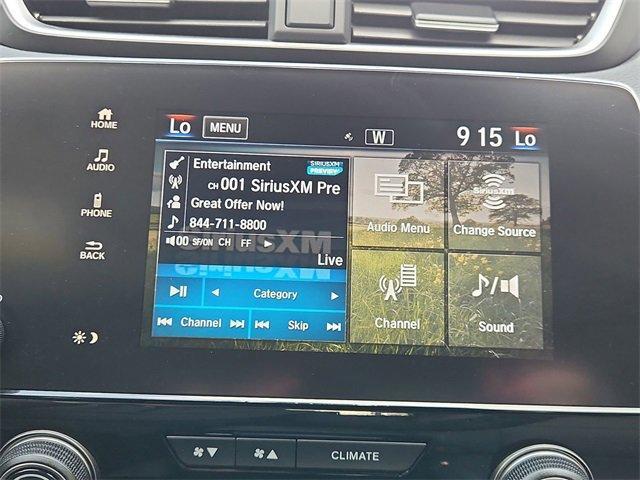 Lo MENU W 9 15 Lo
HOME
AUDIO
PHONE
BACK
Entertainment SIRIUSXM PREVIEW
CH 001 SiriusXM Pre
Great Offer Now!
844-711-8800
00 SF/ON CH FF
SiriusXM
Live
Category
Channel Skip
Audio Menu
SiriusXM
Change Source
Channel
Sound
CLIMATE